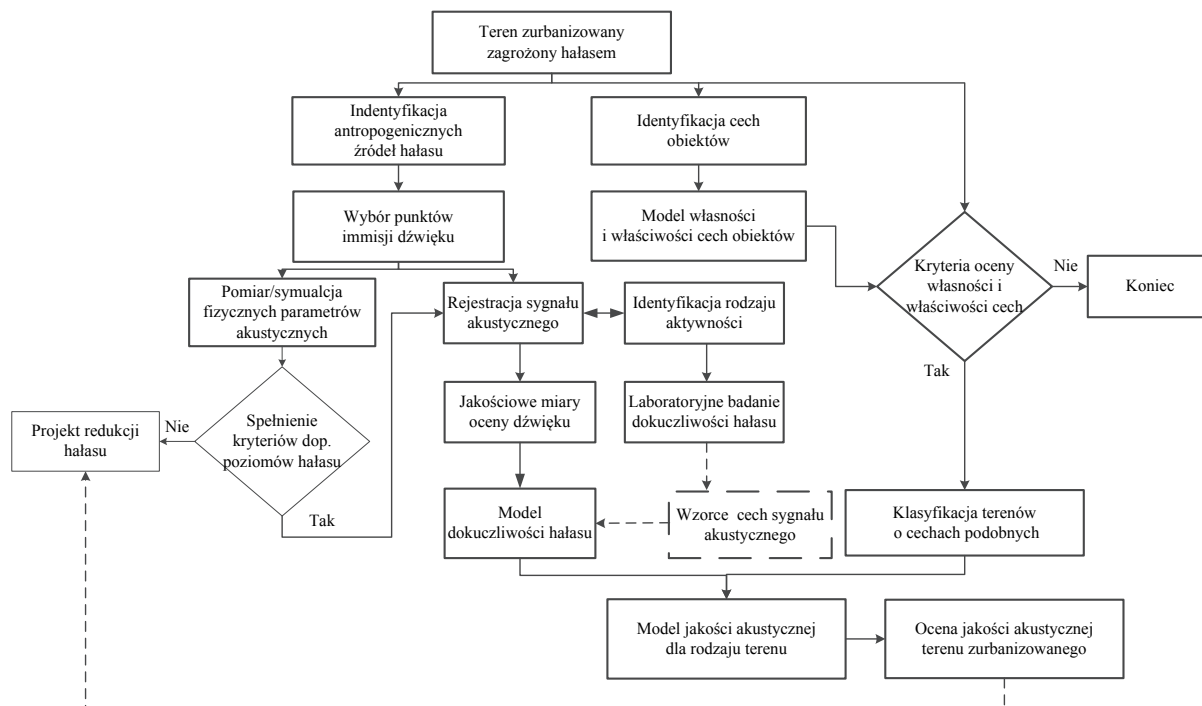 Teren zurbanizowany
zagrożony hałasem
Indentyfikacja
antropogenicznych
źródeł hałasu
Identyfikacja cech
obiektów
Wybór punktów
immisji dźwięku
Model własności
i właściwości cech obiektów
Kryteria oceny
własności i
właściwości cech
Nie
Koniec
Pomiar/symualcja
fizycznych parametrów
akustycznych
Rejestracja sygnału
akustycznego
Identyfikacja rodzaju
aktywności
Tak
Projekt redukcji
hałasu
Nie
Spełnienie
kryteriów dop.
poziomów hałasu
Jakościowe miary
oceny dźwięku
Laboratoryjne badanie
dokuczliwości hałasu
Tak
Model
dokuczliwości hałasu
Wzorce cech sygnału
akustycznego
Klasyfikacja terenów
o cechach podobnych
Model jakości akustycznej
dla rodzaju terenu
Ocena jakości akustycznej
terenu zurbanizowanego